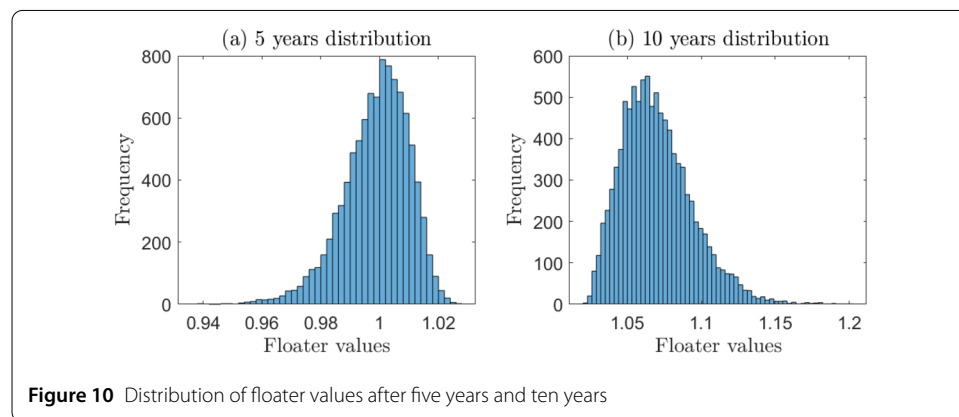 (a) 5 years distribution
800
600
400
200
0
0.94 0.96 0.98 1 1.02
Frequency
Floater values
(b) 10 years distribution
600
500
400
300
200
100
0
1.05 1.1 1.15 1.2
Frequency
Floater values
Figure 10 Distribution of floater values after five years and ten years